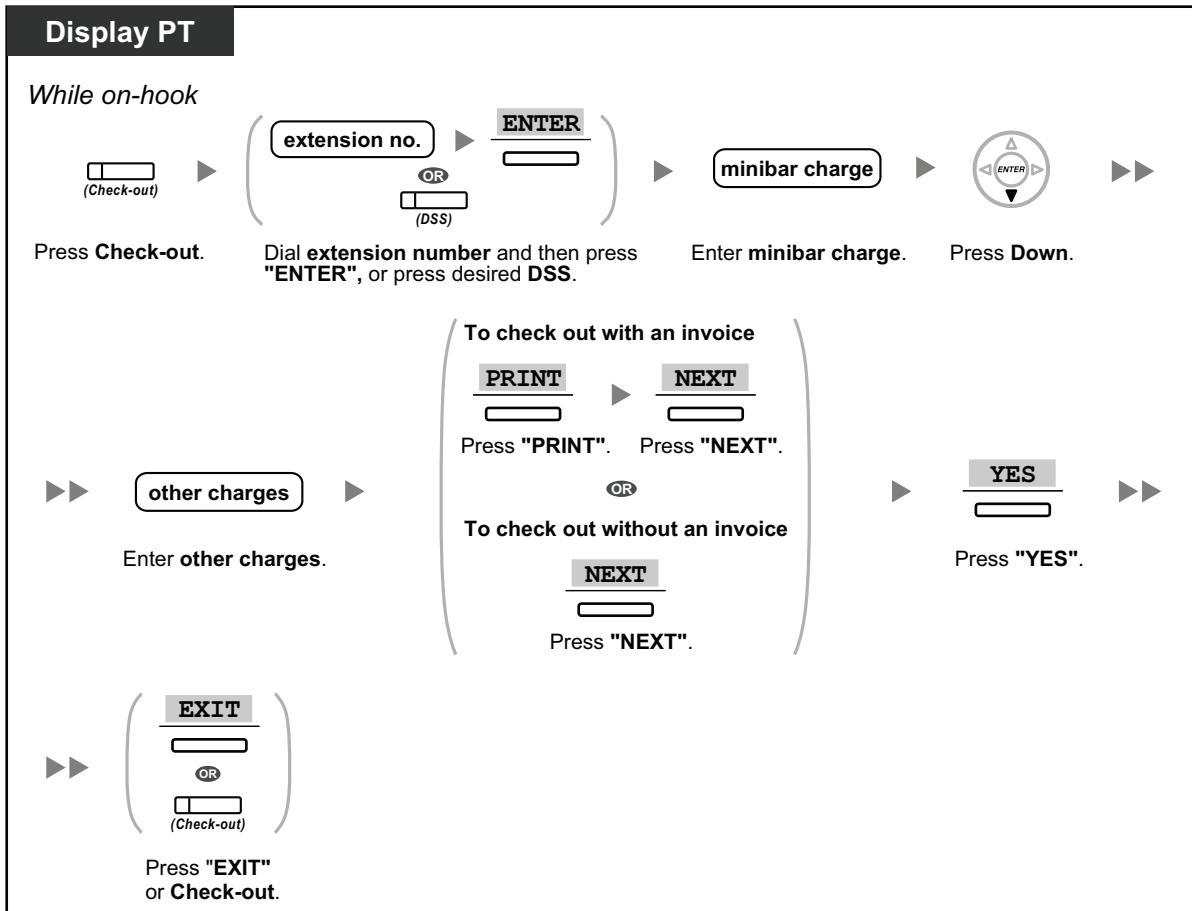 Display PT
While on-hook
(Check-out)
extension no.
ENTER
OR
(DSS)
minibar charge
ENTER
Press Check-out.
Dial extension number and then press
"ENTER", or press desired DSS.
Enter minibar charge.
Press Down.
other charges
Enter other charges.
To check out with an invoice
PRINT
NEXT
Press "PRINT".
Press "NEXT".
OR
To check out without an invoice
NEXT
Press "NEXT".
YES
Press "YES".
EXIT
OR
(Check-out)
Press "EXIT"
or Check-out.